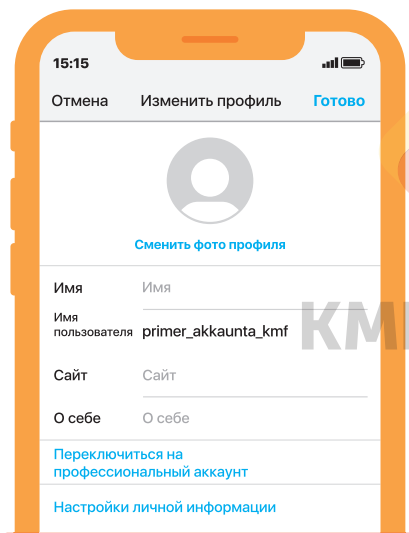 15:15
Отмена Изменить профиль Готово
Сменить фото профиля
Имя Имя
Имя
пользователя primer_akkaunta_kmf
Сайт Сайт
О себе О себе
Переключиться на
профессиональный аккаунт
Настройки личной информации